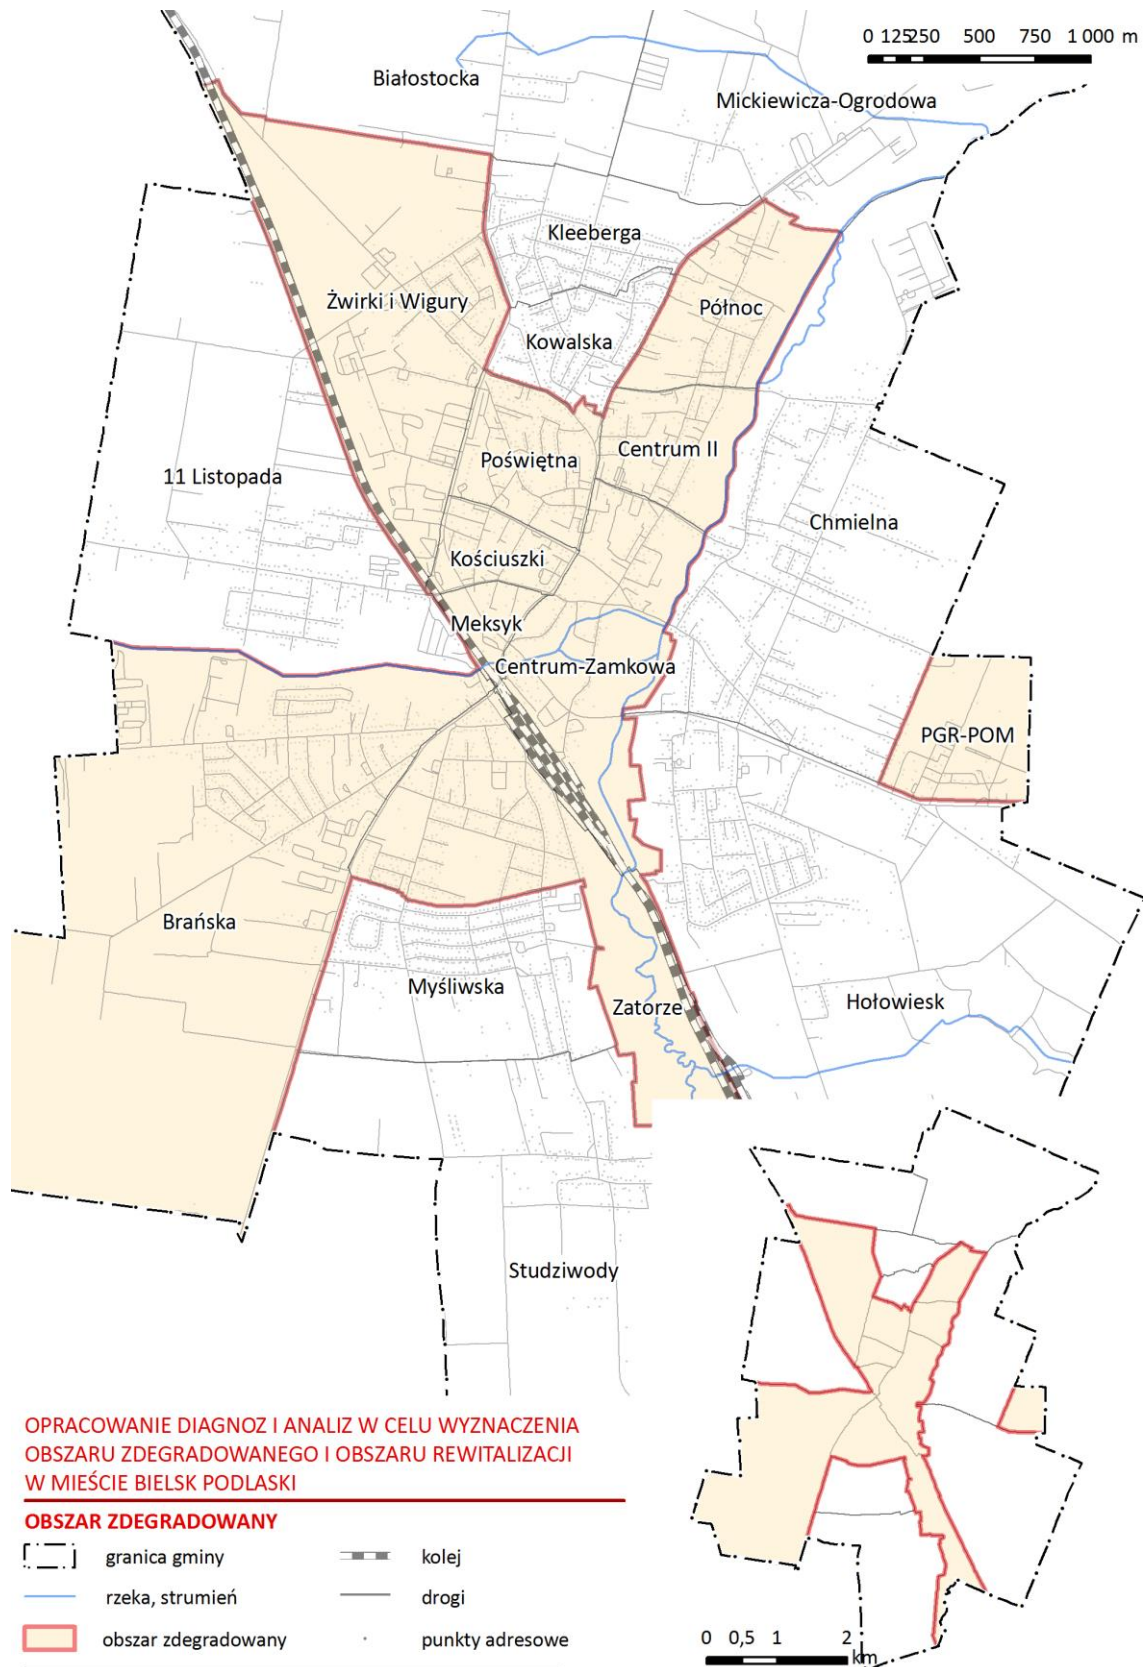 0 125250 500 750 1 000 m
Białostocka
Mickiewicza-Ogrodowa
Kleeberga
Żwirki i Wigury
Północ
Kowalska
Poświętna
Centrum II
11 Listopada
Chmielna
Kościuszki
Meksyk
Centrum-Zamkowa
PGR-POM
Brańska
Myśliwska
Zatorze
Hołowiesk
Studziwody
OPRACOWANIE DIAGNOZ I ANALIZ W CELU WYZNACZENIA
OBSZARU ZDEGRADOWANEGO I OBSZARU REWITALIZACJI
W MIEŚCIE BIELSK PODLASKI
OBSZAR ZDEGRADOWANY
granica gminy
kolej
rzeka, strumień
drogi
obszar zdegradowany
punkty adresowe
0 0,5 1 2
km